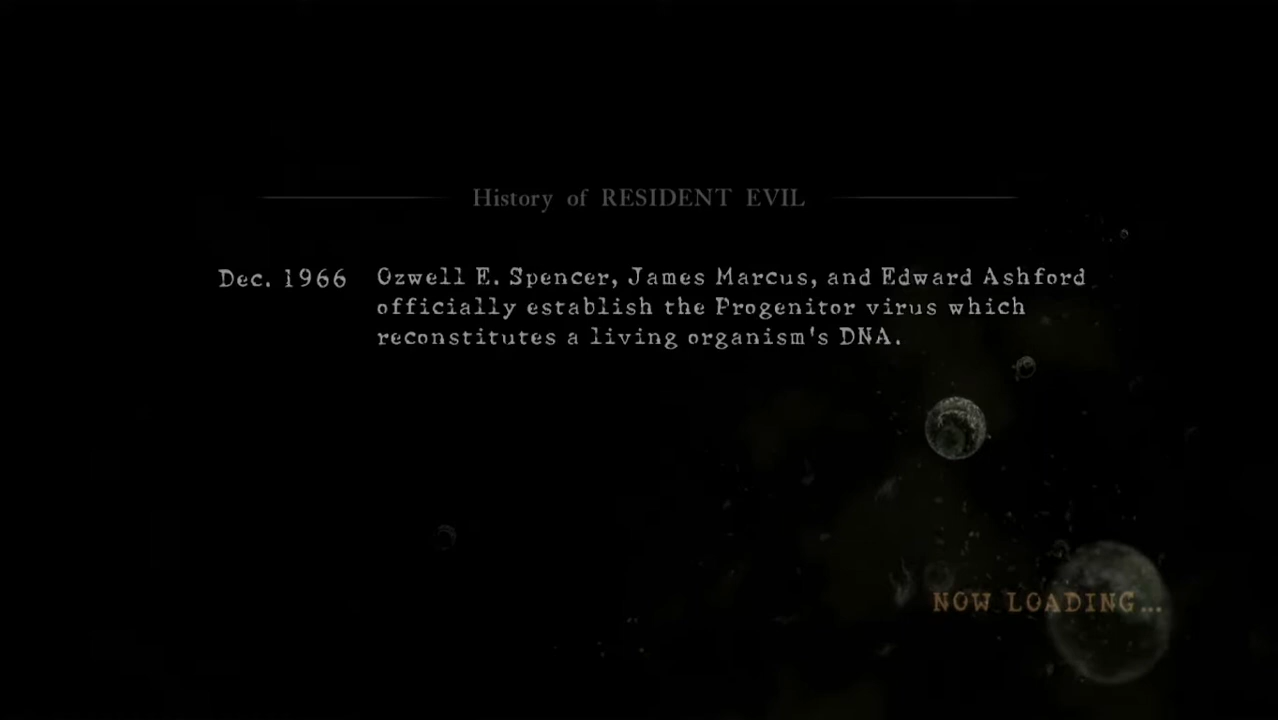 History of RESIDENT EVIL
Dec. 1966 Ozwell E. Spencer, James Marcus, and Edward Ashford
officially establish the Progenitor virus which
reconstitutes a living organism's DNA.
NOW LOADING...